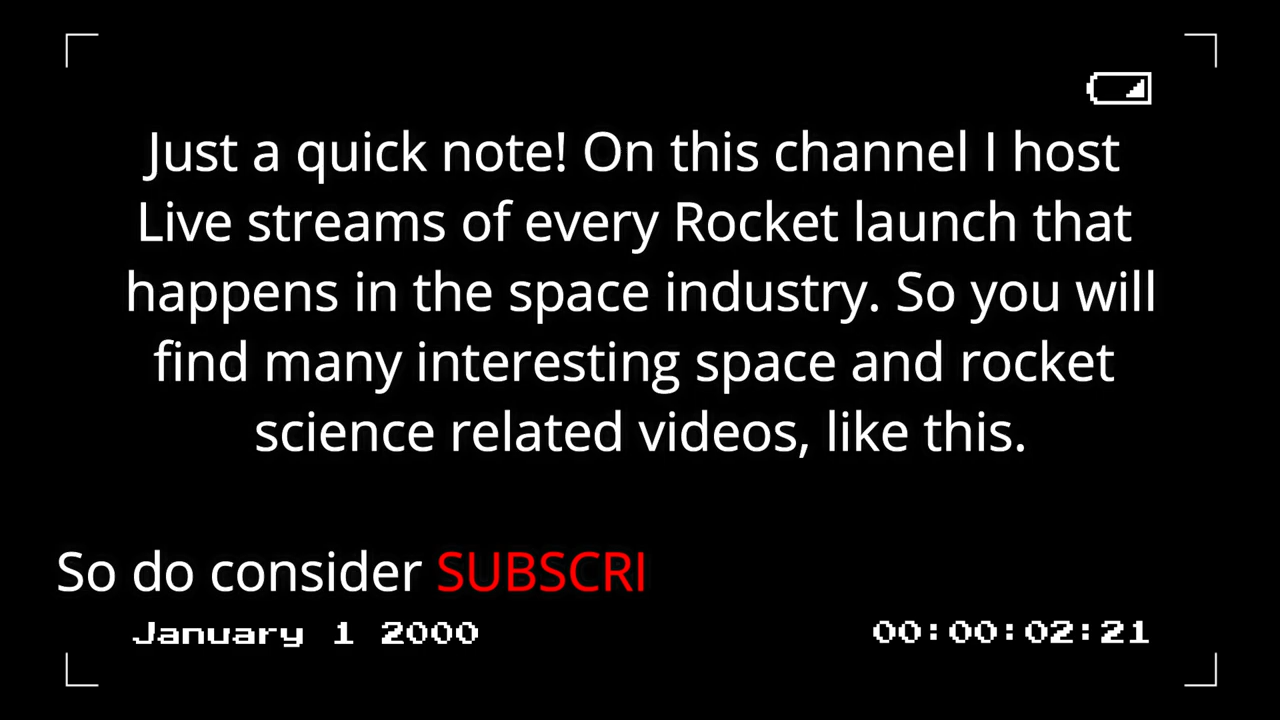 Just a quick note! On this channel I host
Live streams of every Rocket launch that
happens in the space industry. So you will
find many interesting space and rocket
science related videos, like this.
So do consider SUBSCRI
January 1 2000
00:00:02:21